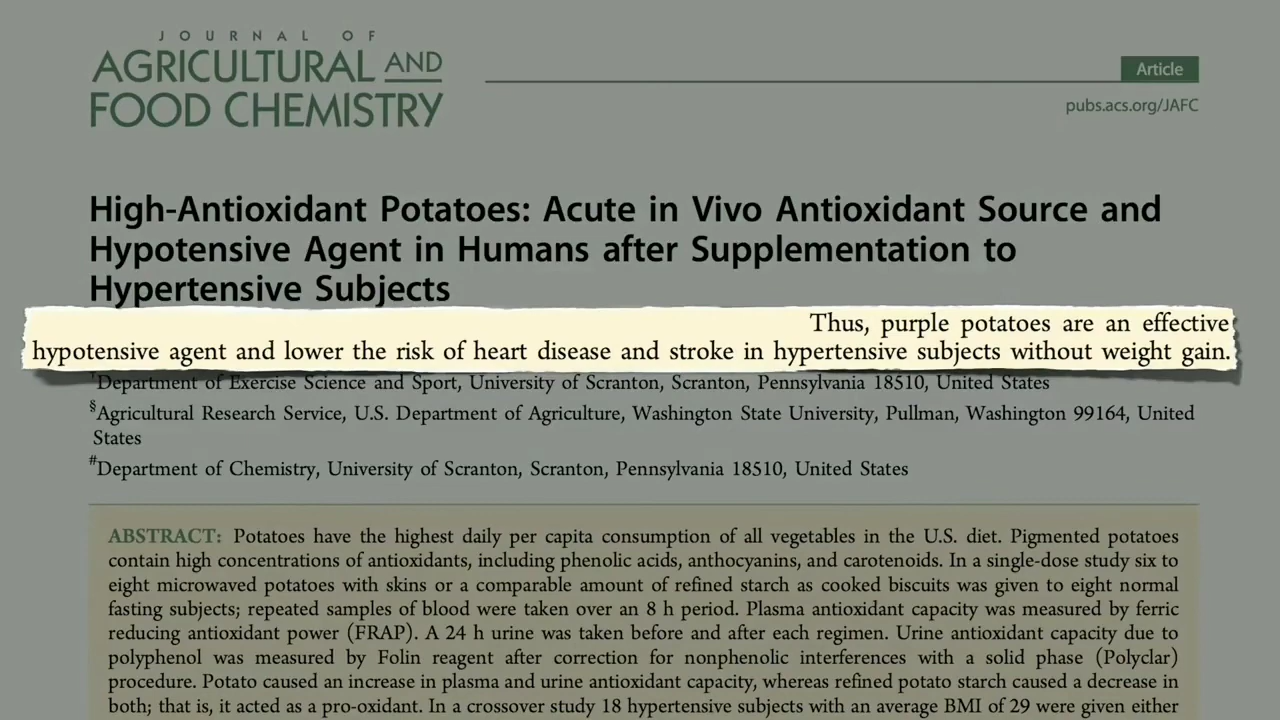 JOURNAL OF
AGRICULTURAL AND
FOOD CHEMISTRY
Article
pubs.acs.org/JAFC
High-Antioxidant Potatoes: Acute in Vivo Antioxidant Source and
Hypotensive Agent in Humans after Supplementation to
Hypertensive Subjects
Thus, purple potatoes are an effective
hypotensive agent and lower the risk of heart disease and stroke in hypertensive subjects without weight gain.
Department of Exercise Science and Sport, University of Scranton, Scranton, Pennsylvania 18510, United States
§Agricultural Research Service, U.S. Department of Agriculture, Washington State University, Pullman, Washington 99164, United
States
#Department of Chemistry, University of Scranton, Scranton, Pennsylvania 18510, United States
ABSTRACT: Potatoes have the highest daily per capita consumption of all vegetables in the U.S. diet. Pigmented potatoes
contain high concentrations of antioxidants, including phenolic acids, anthocyanins, and carotenoids. In a single-dose study six to
eight microwaved potatoes with skins or a comparable amount of refined starch as cooked biscuits was given to eight normal
fasting subjects; repeated samples of blood were taken over an 8 h period. Plasma antioxidant capacity was measured by ferric
reducing antioxidant power (FRAP). A 24 h urine was taken before and after each regimen. Urine antioxidant capacity due to
polyphenol was measured by Folin reagent after correction for nonphenolic interferences with a solid phase (Polyclar)
procedure. Potato caused an increase in plasma and urine antioxidant capacity, whereas refined potato starch caused a decrease in
both; that is, it acted as a pro-oxidant. In a crossover study 18 hypertensive subjects with an average BMI of 29 were given either